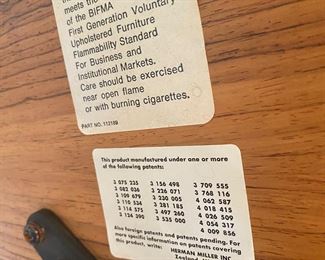 meets the
of the BIFMA
First Generation Voluntary
Upholstered Furniture
Flammability Standard
For Business and
Institutional Markets.
Care should be exercised
near open flame
or with burning cigarettes.
PART NO. 112189
This product manufactured under one or more
of the following patents:
3 075 235 3 156 498 3 709 555
3 082 036 3 226 071 3 768 116
3 109 679 3 230 005 4 062 587
3 110 534 3 281 185 4 018 415
3 114 575 3 497 260 4 026 509
3 124 390 3 535 000 4 054 317
4 009 856
Also foreign patents and patents pending. For
more specific information on patents covering
this product, write: HERMAN MILLER INC
Zeeland